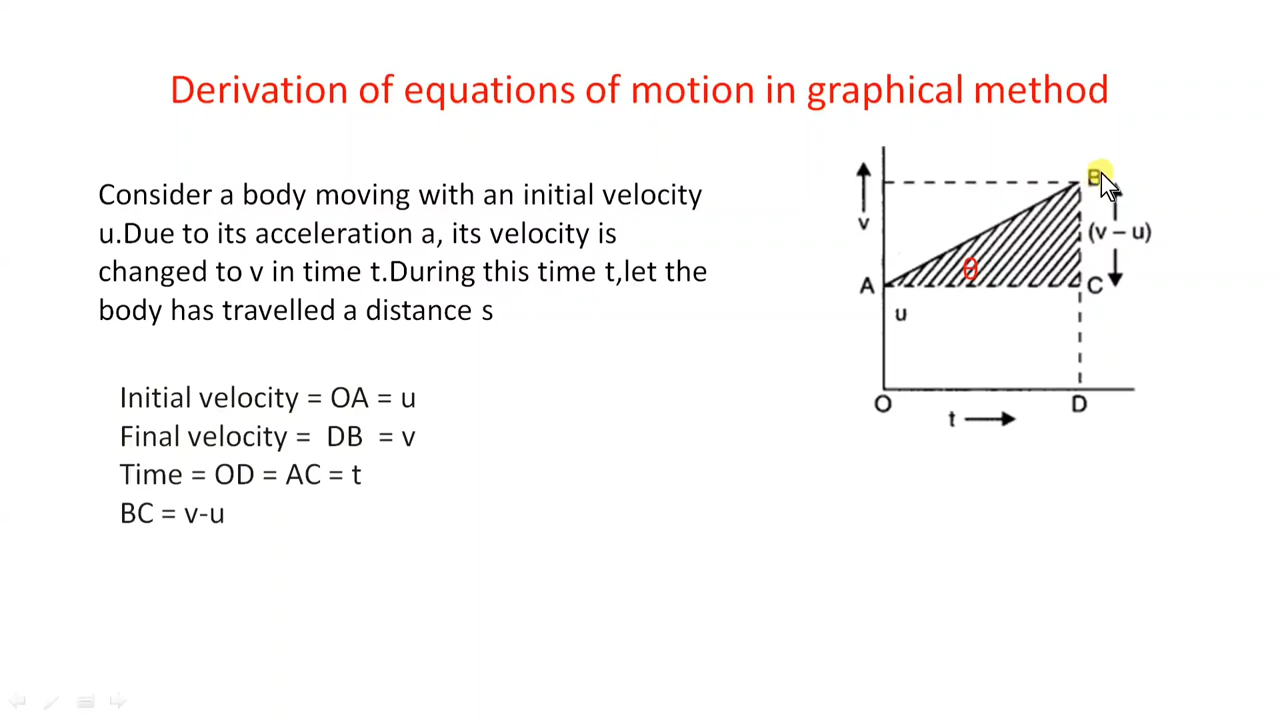 Derivation of equations of motion in graphical method
Consider a body moving with an initial velocity
u.Due to its acceleration a, its velocity is
changed to v in time t.During this time t,let the
body has travelled a distance s
Initial velocity = OA = u
Final velocity =  DB  = v
Time = OD = AC = t
BC = v-u
B
v
(v – u)
θ
A
C
u
O
D
t